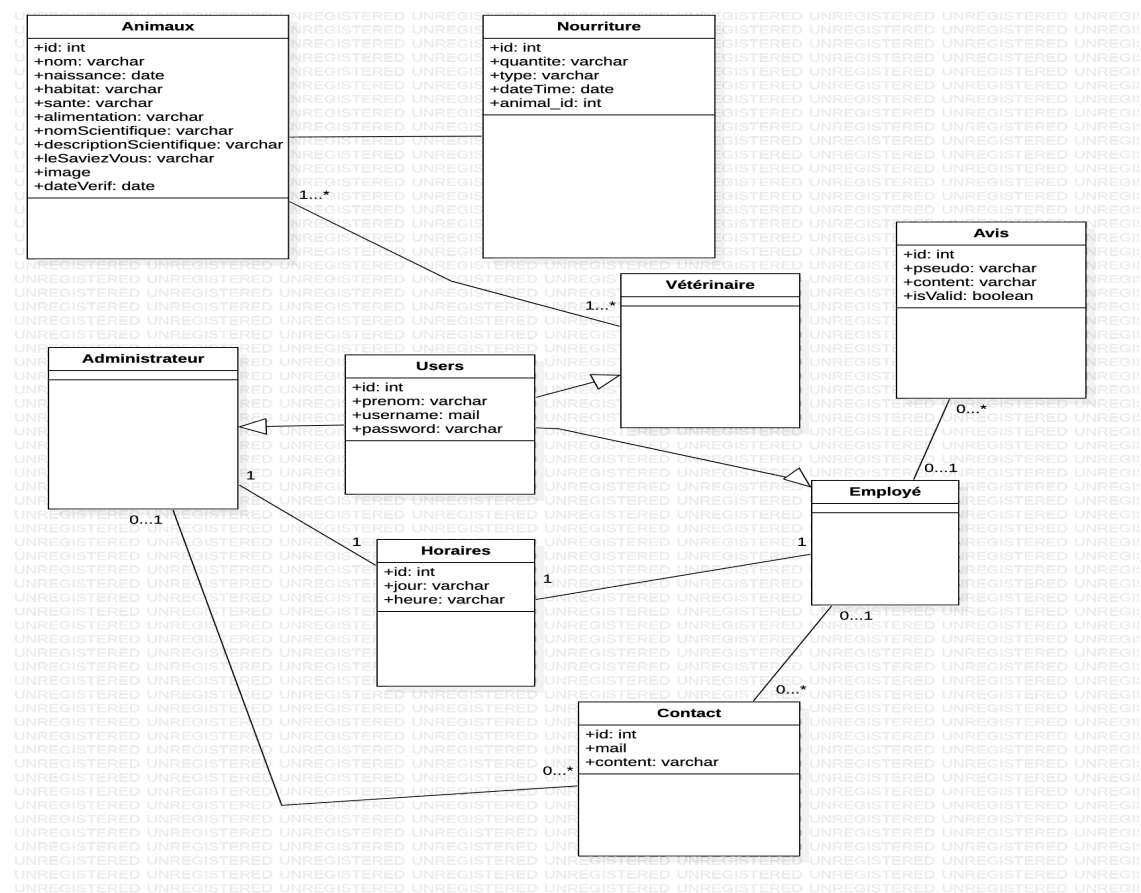 Animaux
+id: int
+nom: varchar
+naissance: date
+habitat: varchar
+sante: varchar
+alimentation: varchar
+nomScientifique: varchar
+descriptionScientifique: varchar
+leSaviezVous: varchar
+image
+dateVerif: date
Nourriture
+id: int
+quantite: varchar
+type: varchar
+dateTime: date
+animal_id: int
1...*
1...*
Vétérinaire
Avis
+id: int
+pseudo: varchar
+content: varchar
+isValid: boolean
0...*
0...1
Administrateur
1
0...1
Users
+id: int
+prenom: varchar
+username: mail
+password: varchar
Employé
1
0...1
1
Horaires
+id: int
+jour: varchar
+heure: varchar
1
0...*
0...*
Contact
+id: int
+mail
+content: varchar
UNREGISTERED